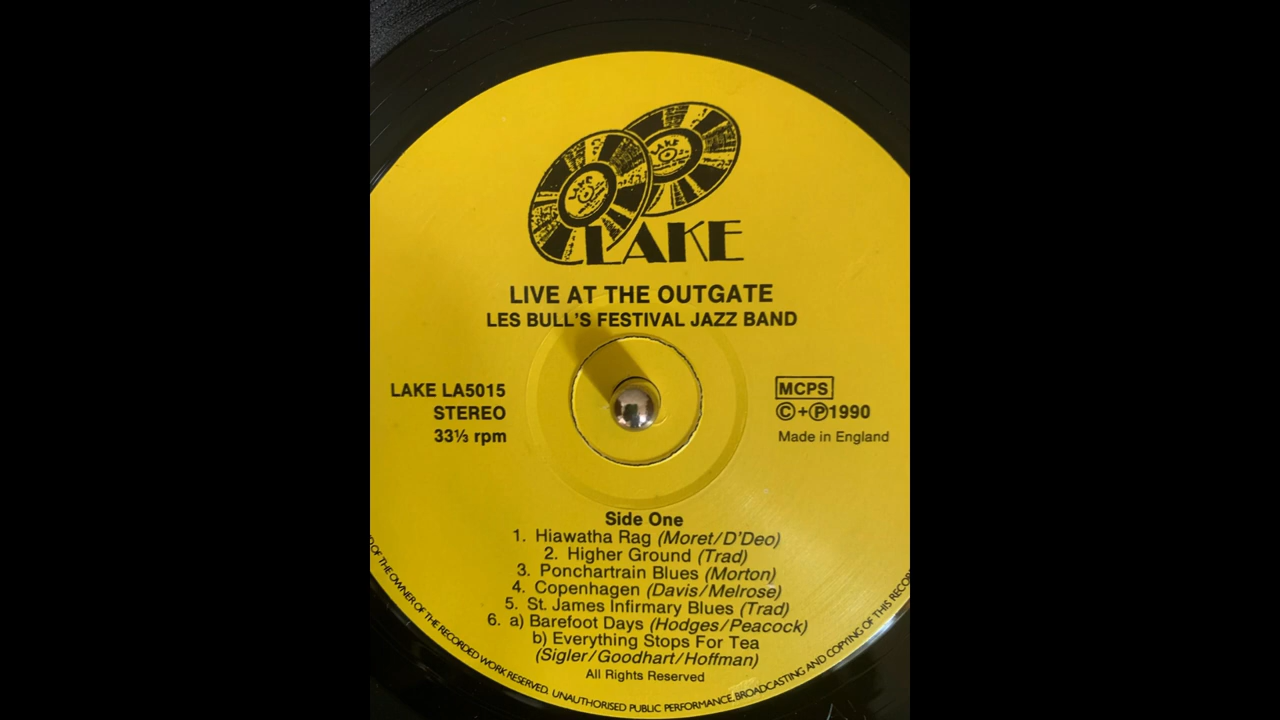 LAKE
LAKE
LAKE
LIVE AT THE OUTGATE
LES BULL'S FESTIVAL JAZZ BAND
LAKE LA5015
STEREO
33⅓ rpm
MCPS
©+℗1990
Made in England
Side One
1. Hiawatha Rag (Moret/D'Deo)
2. Higher Ground (Trad)
3. Ponchartrain Blues (Morton)
4. Copenhagen (Davis/Melrose)
5. St. James Infirmary Blues (Trad)
6. a) Barefoot Days (Hodges/Peacock)
b) Everything Stops For Tea
(Sigler/Goodhart/Hoffman)
All Rights Reserved
OF THE OWNER OF THE RECORDED WORK RESERVED. UNAUTHORISED PUBLIC PERFORMANCE, BROADCASTING AND COPYING OF THIS RECOR